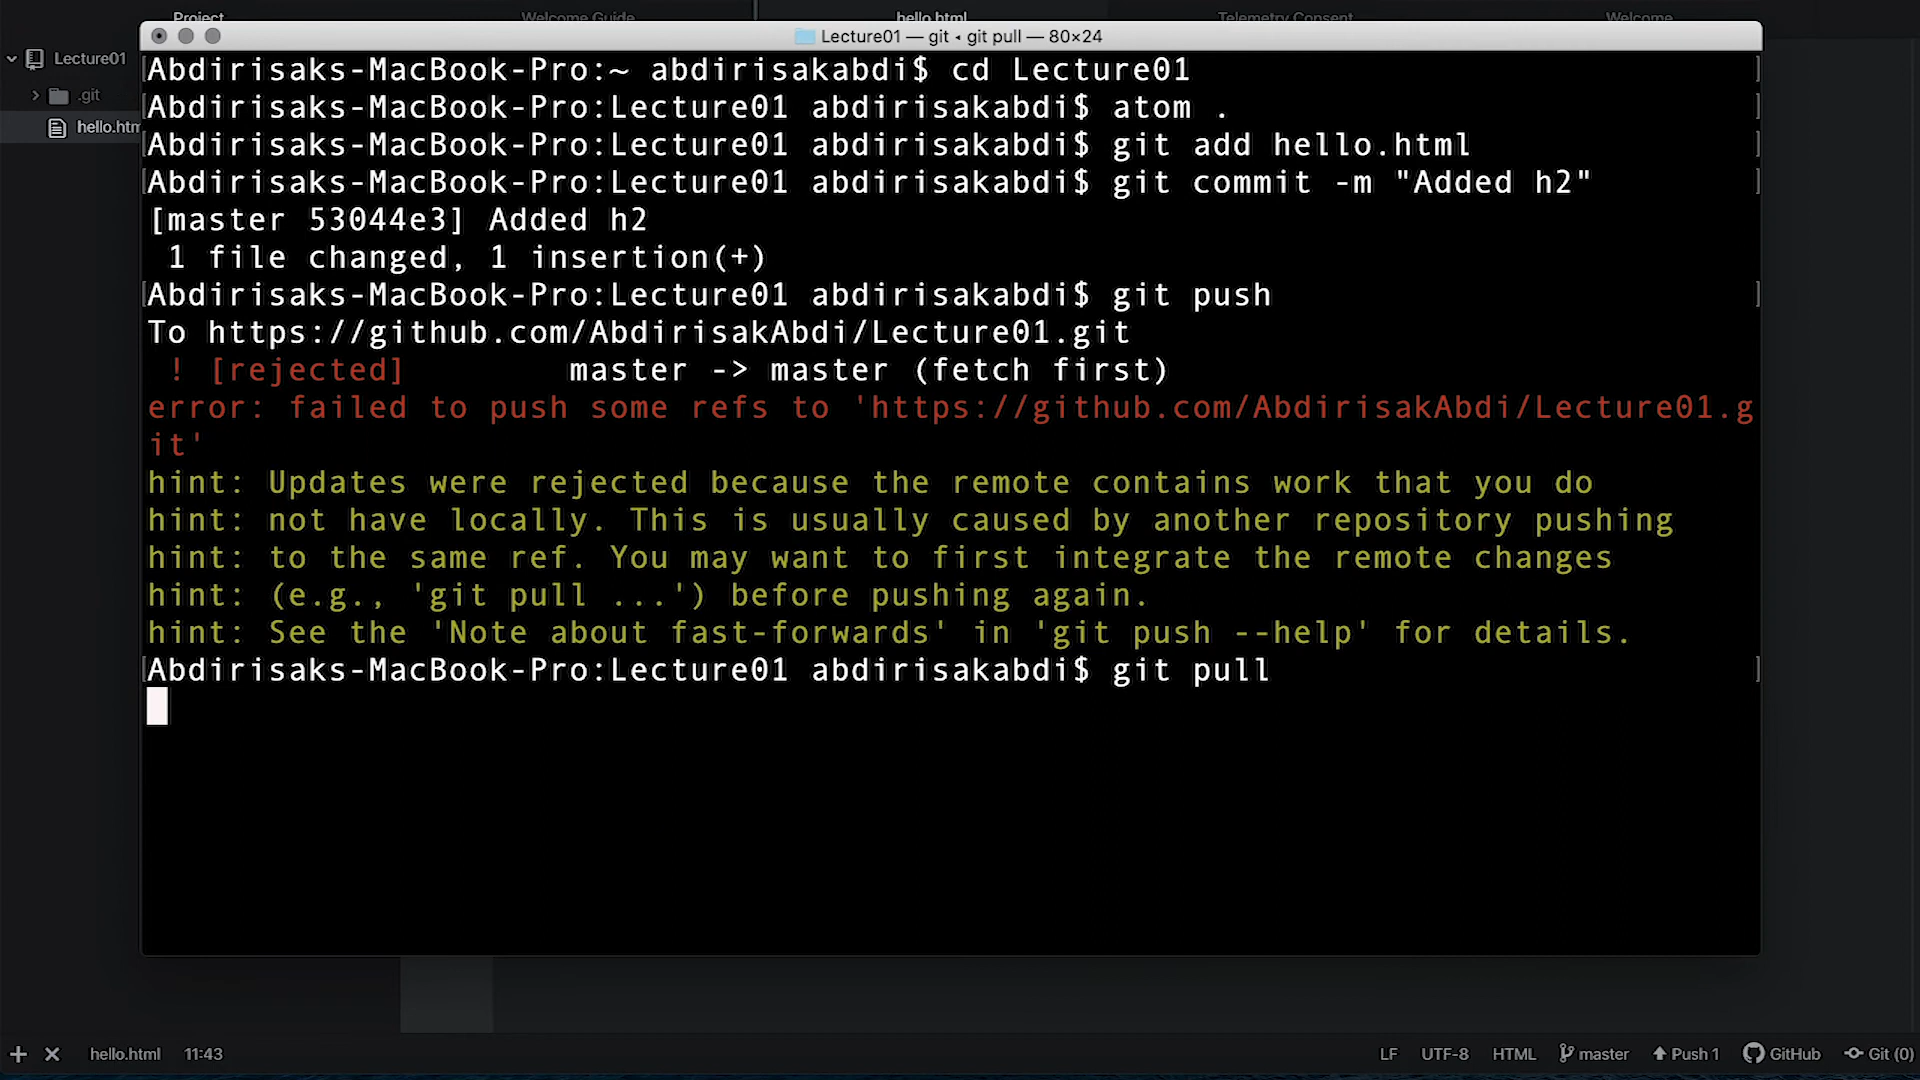 Project Welcome Guide hello.html Telemetry Consent Welcome
Lecture01 — git ◂ git pull — 80×24
Lecture01
.git
hello.htm
Abdirisaks-MacBook-Pro:~ abdirisakabdi$ cd Lecture01
Abdirisaks-MacBook-Pro:Lecture01 abdirisakabdi$ atom .
Abdirisaks-MacBook-Pro:Lecture01 abdirisakabdi$ git add hello.html
Abdirisaks-MacBook-Pro:Lecture01 abdirisakabdi$ git commit -m "Added h2"
[master 53044e3] Added h2
1 file changed, 1 insertion(+)
Abdirisaks-MacBook-Pro:Lecture01 abdirisakabdi$ git push
To https://github.com/AbdirisakAbdi/Lecture01.git
! [rejected] master -> master (fetch first)
error: failed to push some refs to 'https://github.com/AbdirisakAbdi/Lecture01.g
it'
hint: Updates were rejected because the remote contains work that you do
hint: not have locally. This is usually caused by another repository pushing
hint: to the same ref. You may want to first integrate the remote changes
hint: (e.g., 'git pull ...') before pushing again.
hint: See the 'Note about fast-forwards' in 'git push --help' for details.
Abdirisaks-MacBook-Pro:Lecture01 abdirisakabdi$ git pull
hello.html 11:43 LF UTF-8 HTML master Push 1 GitHub Git (0)